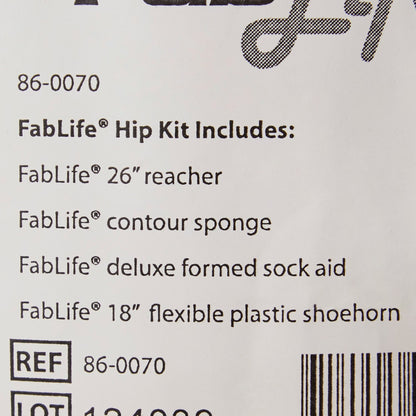 86-0070
FabLife® Hip Kit Includes:
FabLife® 26” reacher
FabLife® contour sponge
FabLife® deluxe formed sock aid
FabLife® 18” flexible plastic shoehorn
REF 86-0070
LOT